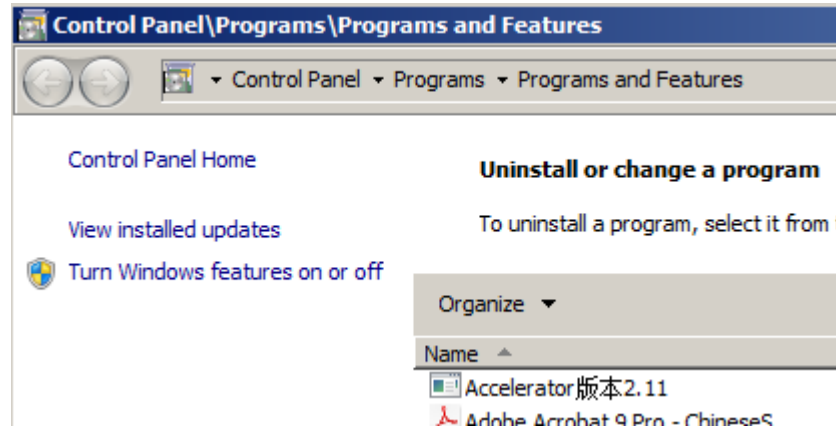 Control Panel\Programs\Programs and Features
Control Panel Programs Programs and Features
Control Panel Home
View installed updates
Turn Windows features on or off
Uninstall or change a program
To uninstall a program, select it from
Organize
Name
Accelerator版本2.11
Adobe Acrobat 9 Pro - ChineseS